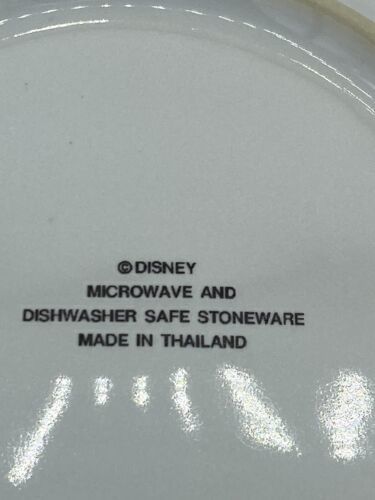 ©DISNEY
MICROWAVE AND
DISHWASHER SAFE STONEWARE
MADE IN THAILAND